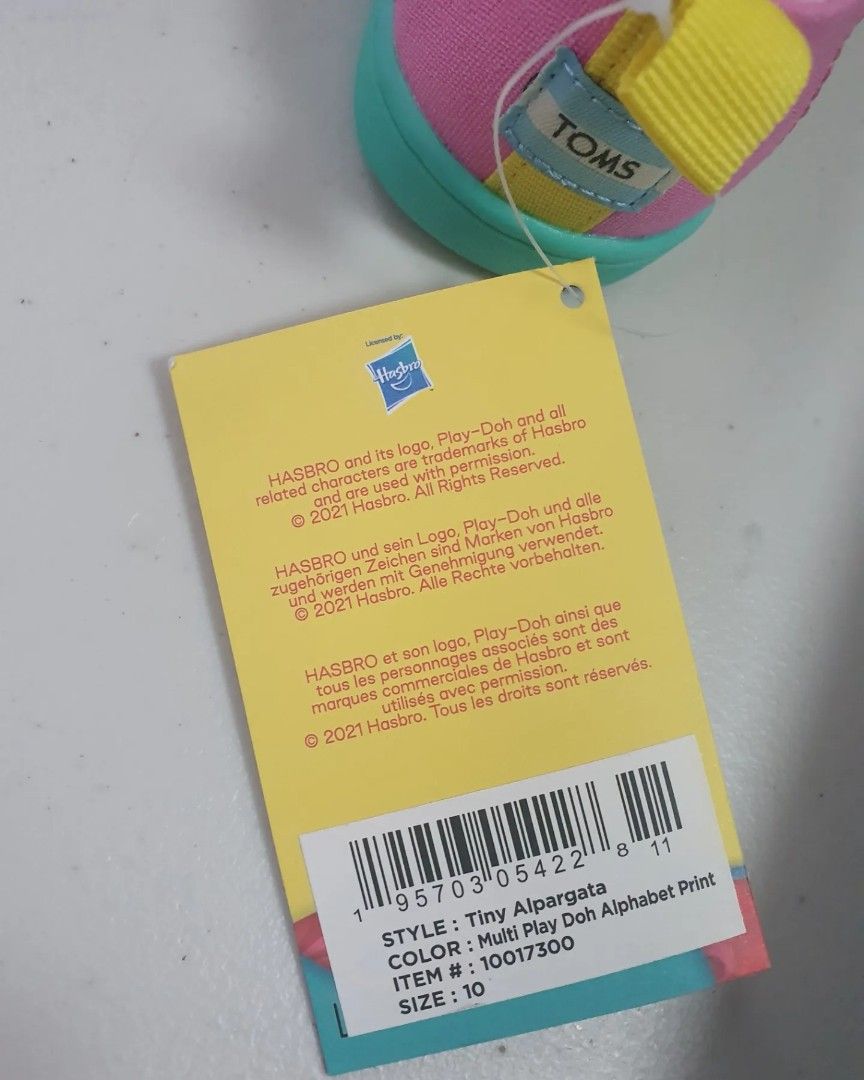 TOMS
Licensed by:
Hasbro
HASBRO and its logo, Play-Doh and all
related characters are trademarks of Hasbro
and are used with permission.
© 2021 Hasbro. All Rights Reserved.
HASBRO und sein Logo, Play-Doh und alle
zugehörigen Zeichen sind Marken von Hasbro
und werden mit Genehmigung verwendet.
© 2021 Hasbro. Alle Rechte vorbehalten.
HASBRO et son logo, Play-Doh ainsi que
tous les personnages associés sont des
marques commerciales de Hasbro et sont
utilisés avec permission.
© 2021 Hasbro. Tous les droits sont réservés.
1 95703 05422 8 11
STYLE : Tiny Alpargata
COLOR : Multi Play Doh Alphabet Print
ITEM # : 10017300
SIZE : 10